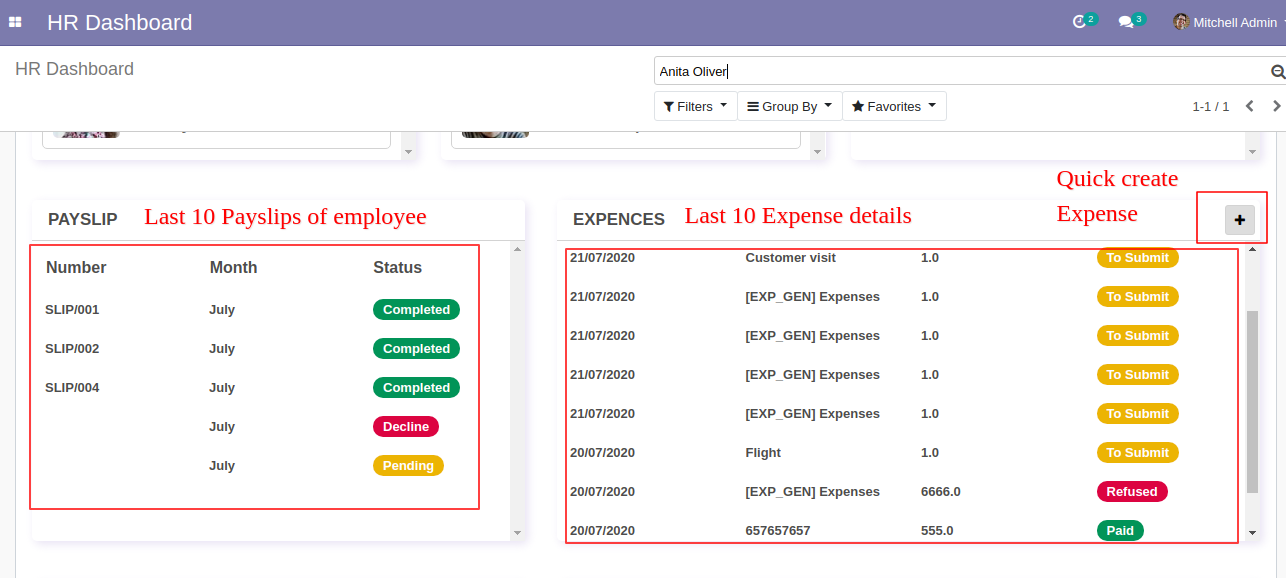 HR Dashboard
2
3
Mitchell Admin
HR Dashboard
Anita Oliver
Filters
Group By
Favorites
1-1 / 1
Quick create
Expense
PAYSLIP
Last 10 Payslips of employee
EXPENCES
Last 10 Expense details
Number Month Status
SLIP/001 July Completed
SLIP/002 July Completed
SLIP/004 July Completed
July Decline
July Pending
21/07/2020 Customer visit 1.0 To Submit
21/07/2020 [EXP_GEN] Expenses 1.0 To Submit
21/07/2020 [EXP_GEN] Expenses 1.0 To Submit
21/07/2020 [EXP_GEN] Expenses 1.0 To Submit
21/07/2020 [EXP_GEN] Expenses 1.0 To Submit
20/07/2020 Flight 1.0 To Submit
20/07/2020 [EXP_GEN] Expenses 6666.0 Refused
20/07/2020 657657657 555.0 Paid